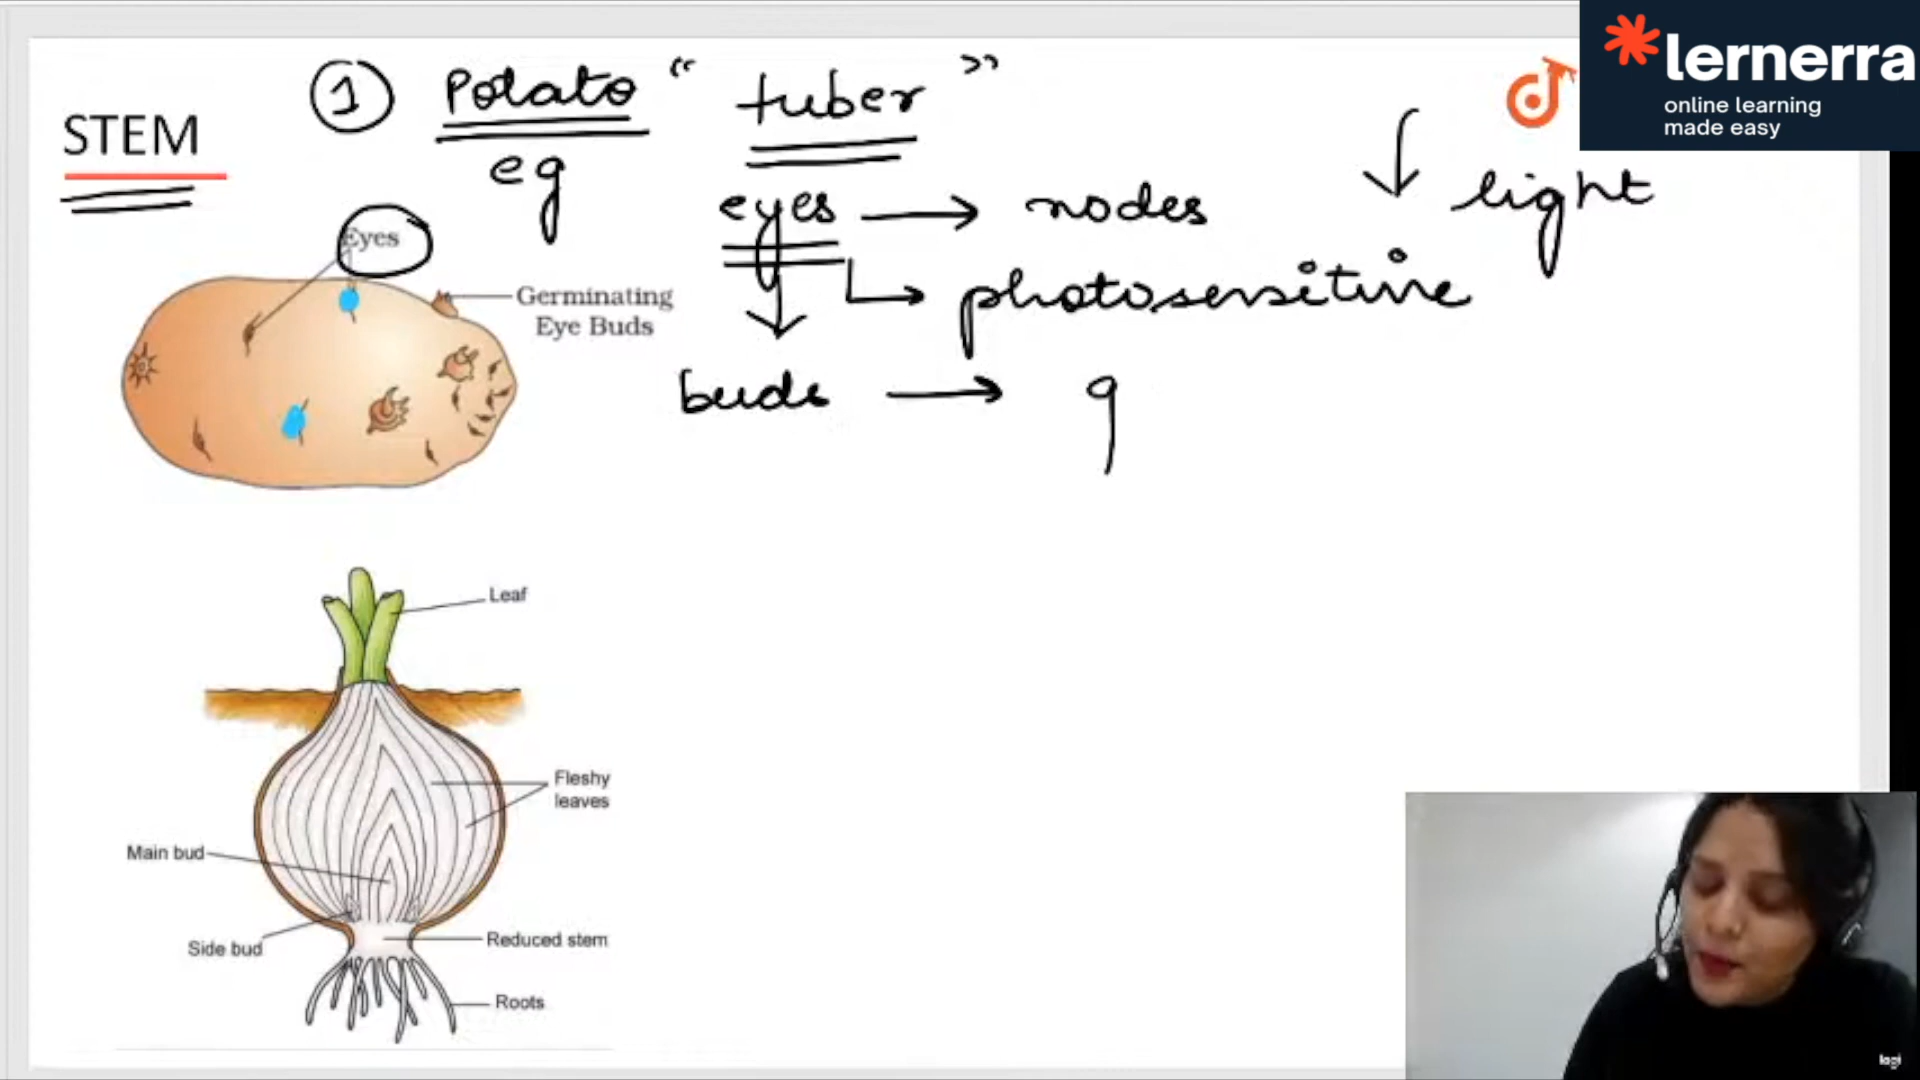 lernerra
online learning
made easy
① Potato “ tuber ”
STEM
eg
eyes → nodes
light
Eyes
photosensitive
Germinating
Eye Buds
buds →
Leaf
Fleshy
leaves
Main bud
Side bud
Reduced stem
Roots
logi